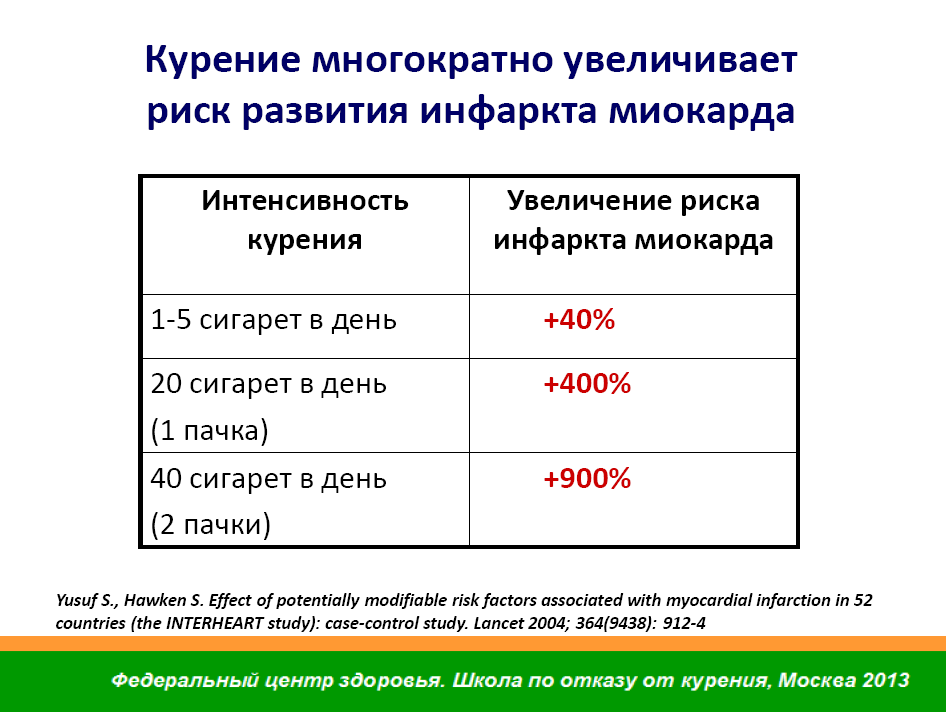 Курение многократно увеличивает
риск развития инфаркта миокарда
Интенсивность
курения
Увеличение риска
инфаркта миокарда
1-5 сигарет в день
+40%
20 сигарет в день
(1 пачка)
+400%
40 сигарет в день
(2 пачки)
+900%
Yusuf S., Hawken S. Effect of potentially modifiable risk factors associated with myocardial infarction in 52
countries (the INTERHEART study): case-control study. Lancet 2004; 364(9438): 912-4
Федеральный центр здоровья. Школа по отказу от курения, Москва 2013